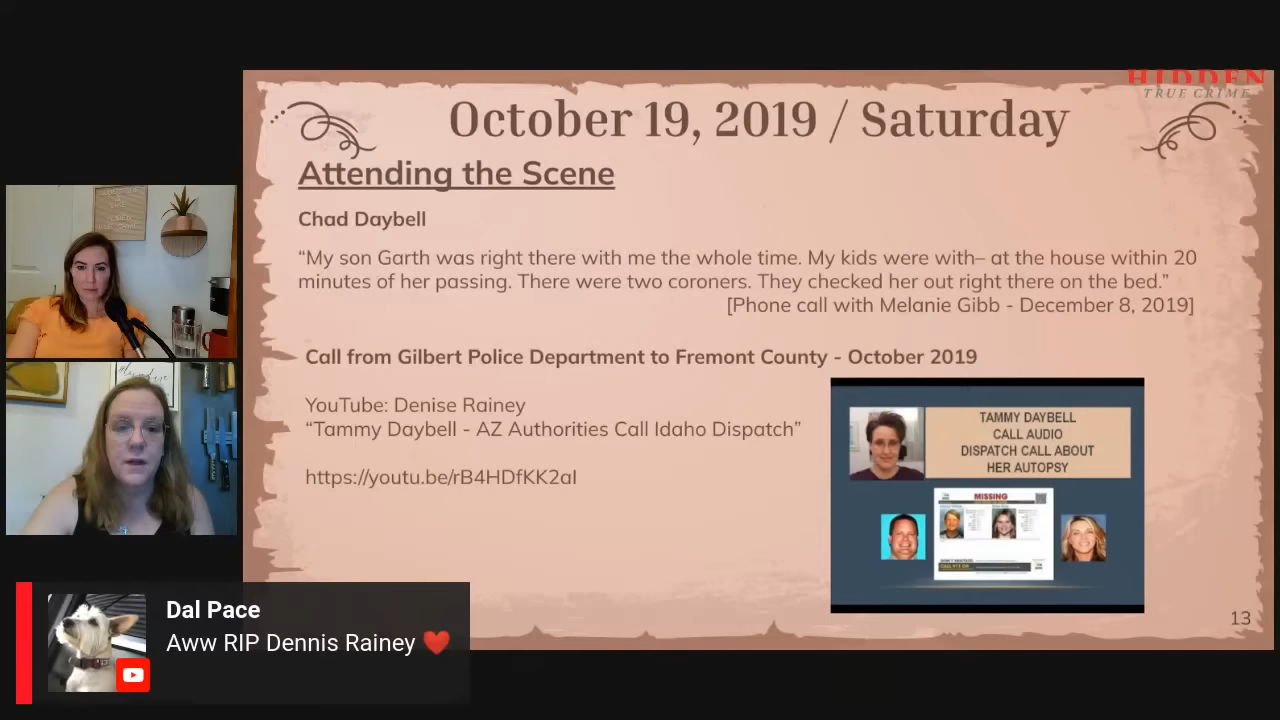 HIDDEN
TRUE CRIME
October 19, 2019 / Saturday
Attending the Scene
Chad Daybell
“My son Garth was right there with me the whole time. My kids were with– at the house within 20
minutes of her passing. There were two coroners. They checked her out right there on the bed.”
[Phone call with Melanie Gibb - December 8, 2019]
Call from Gilbert Police Department to Fremont County - October 2019
YouTube: Denise Rainey
“Tammy Daybell - AZ Authorities Call Idaho Dispatch”
https://youtu.be/rB4HDfKK2aI
TAMMY DAYBELL
CALL AUDIO
DISPATCH CALL ABOUT
HER AUTOPSY
MISSING
13
Dal Pace
Aww RIP Dennis Rainey ❤️